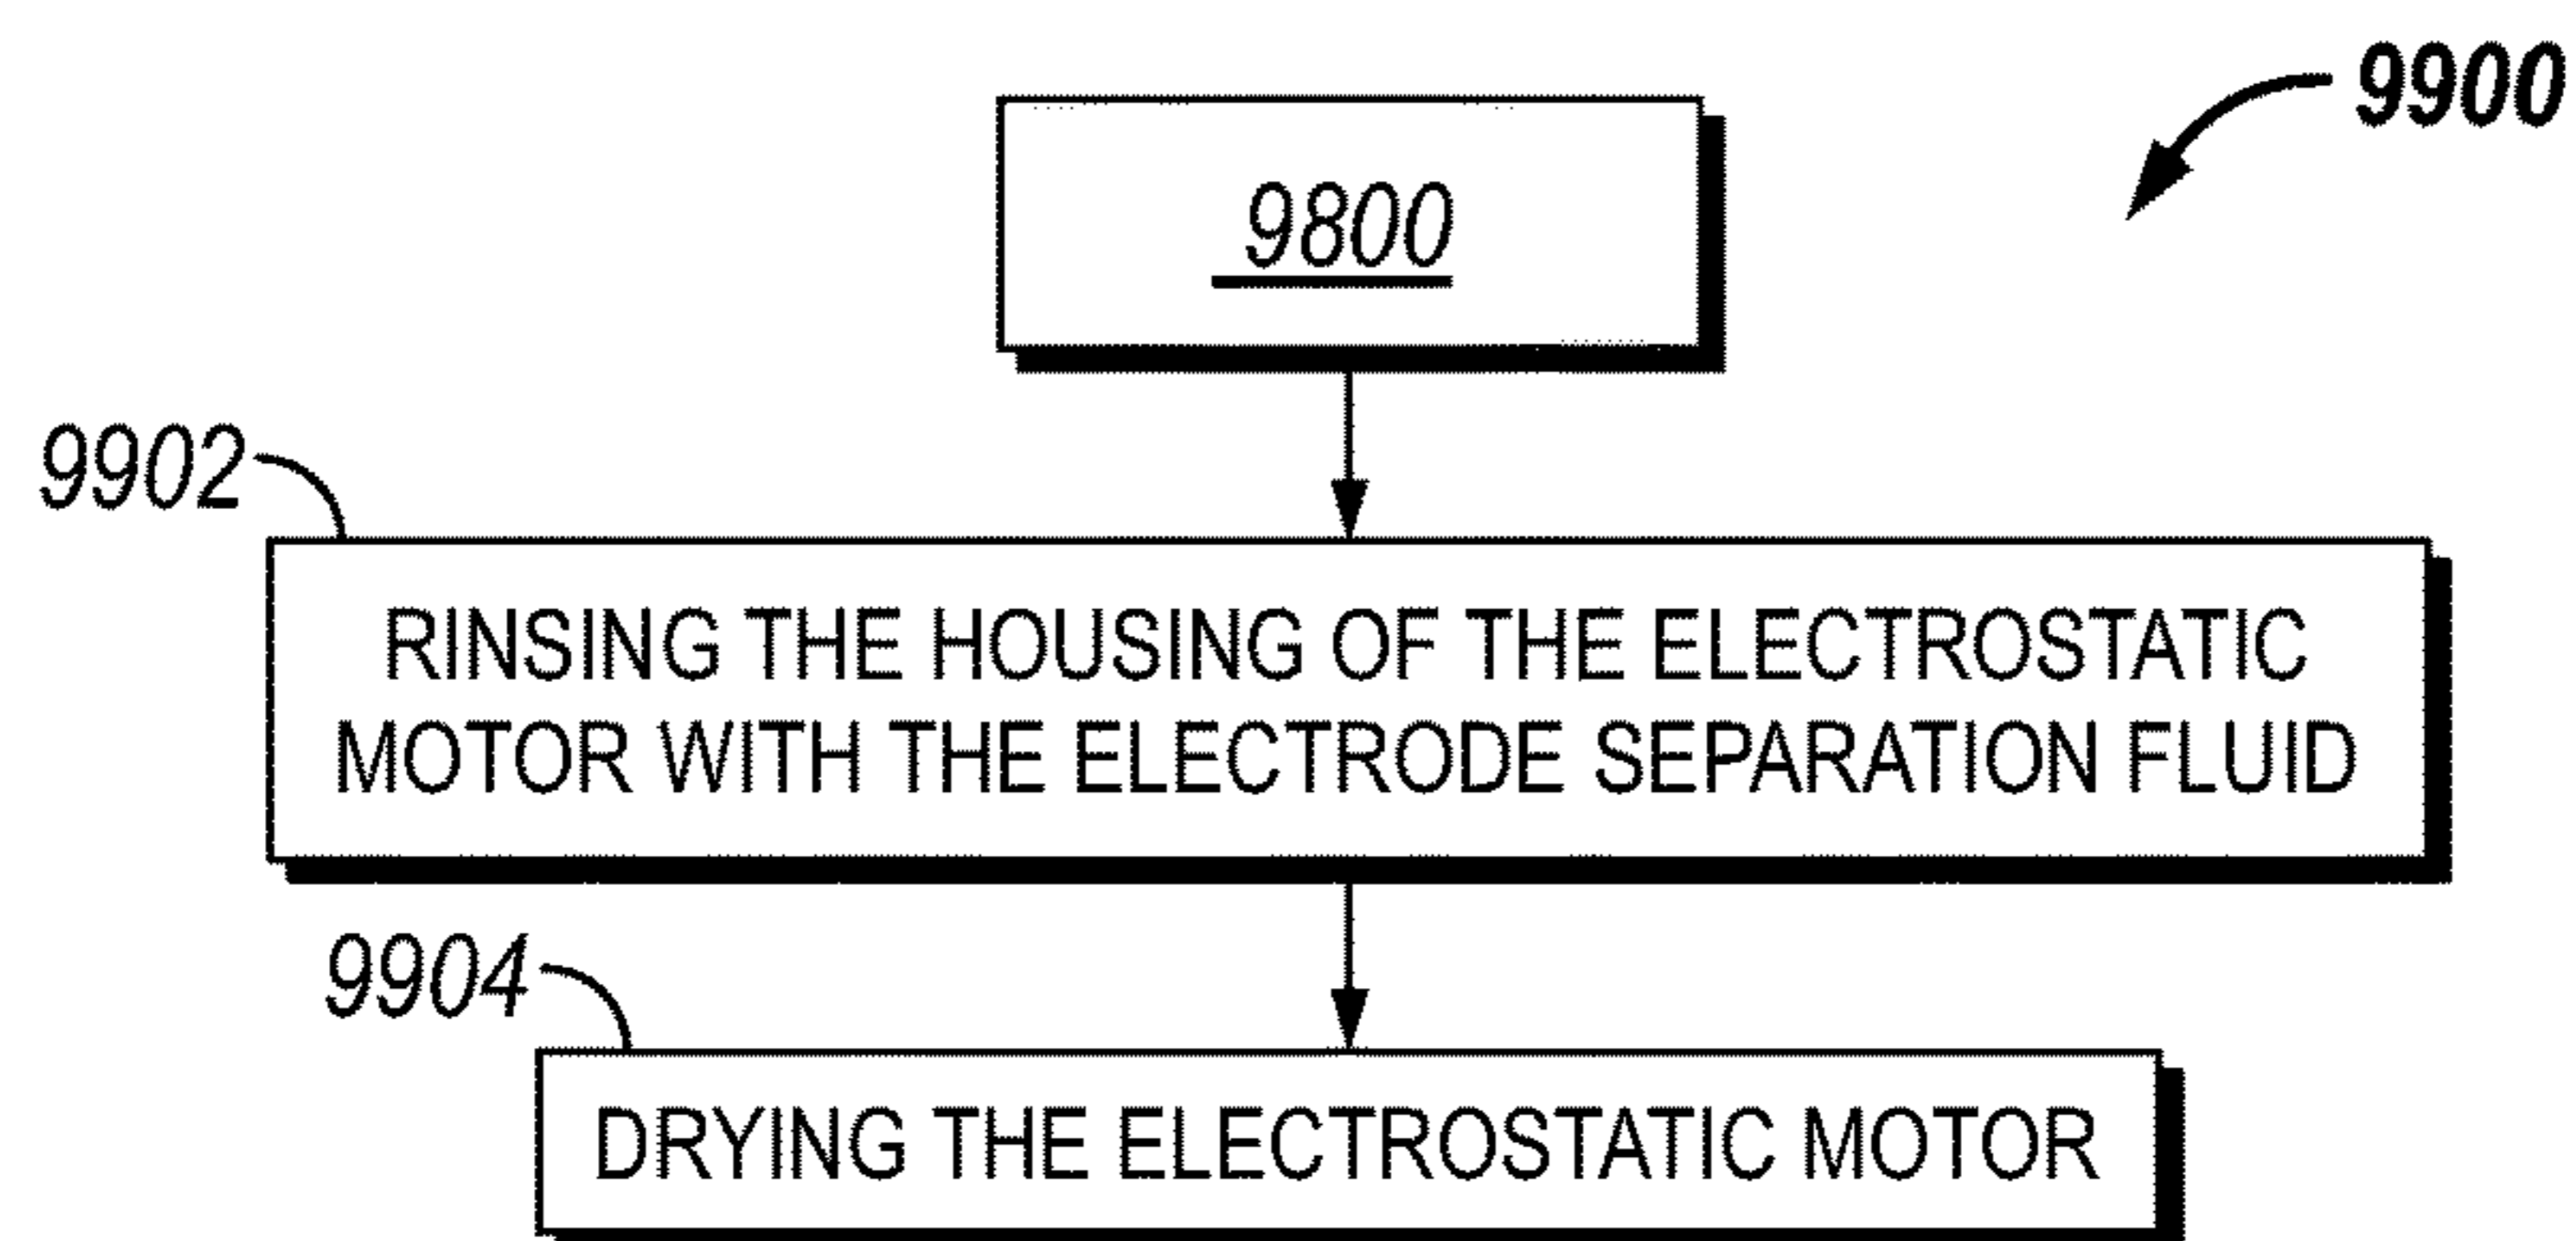 9900
9800
9902
RINSING THE HOUSING OF THE ELECTROSTATIC
MOTOR WITH THE ELECTRODE SEPARATION FLUID
9904
DRYING THE ELECTROSTATIC MOTOR